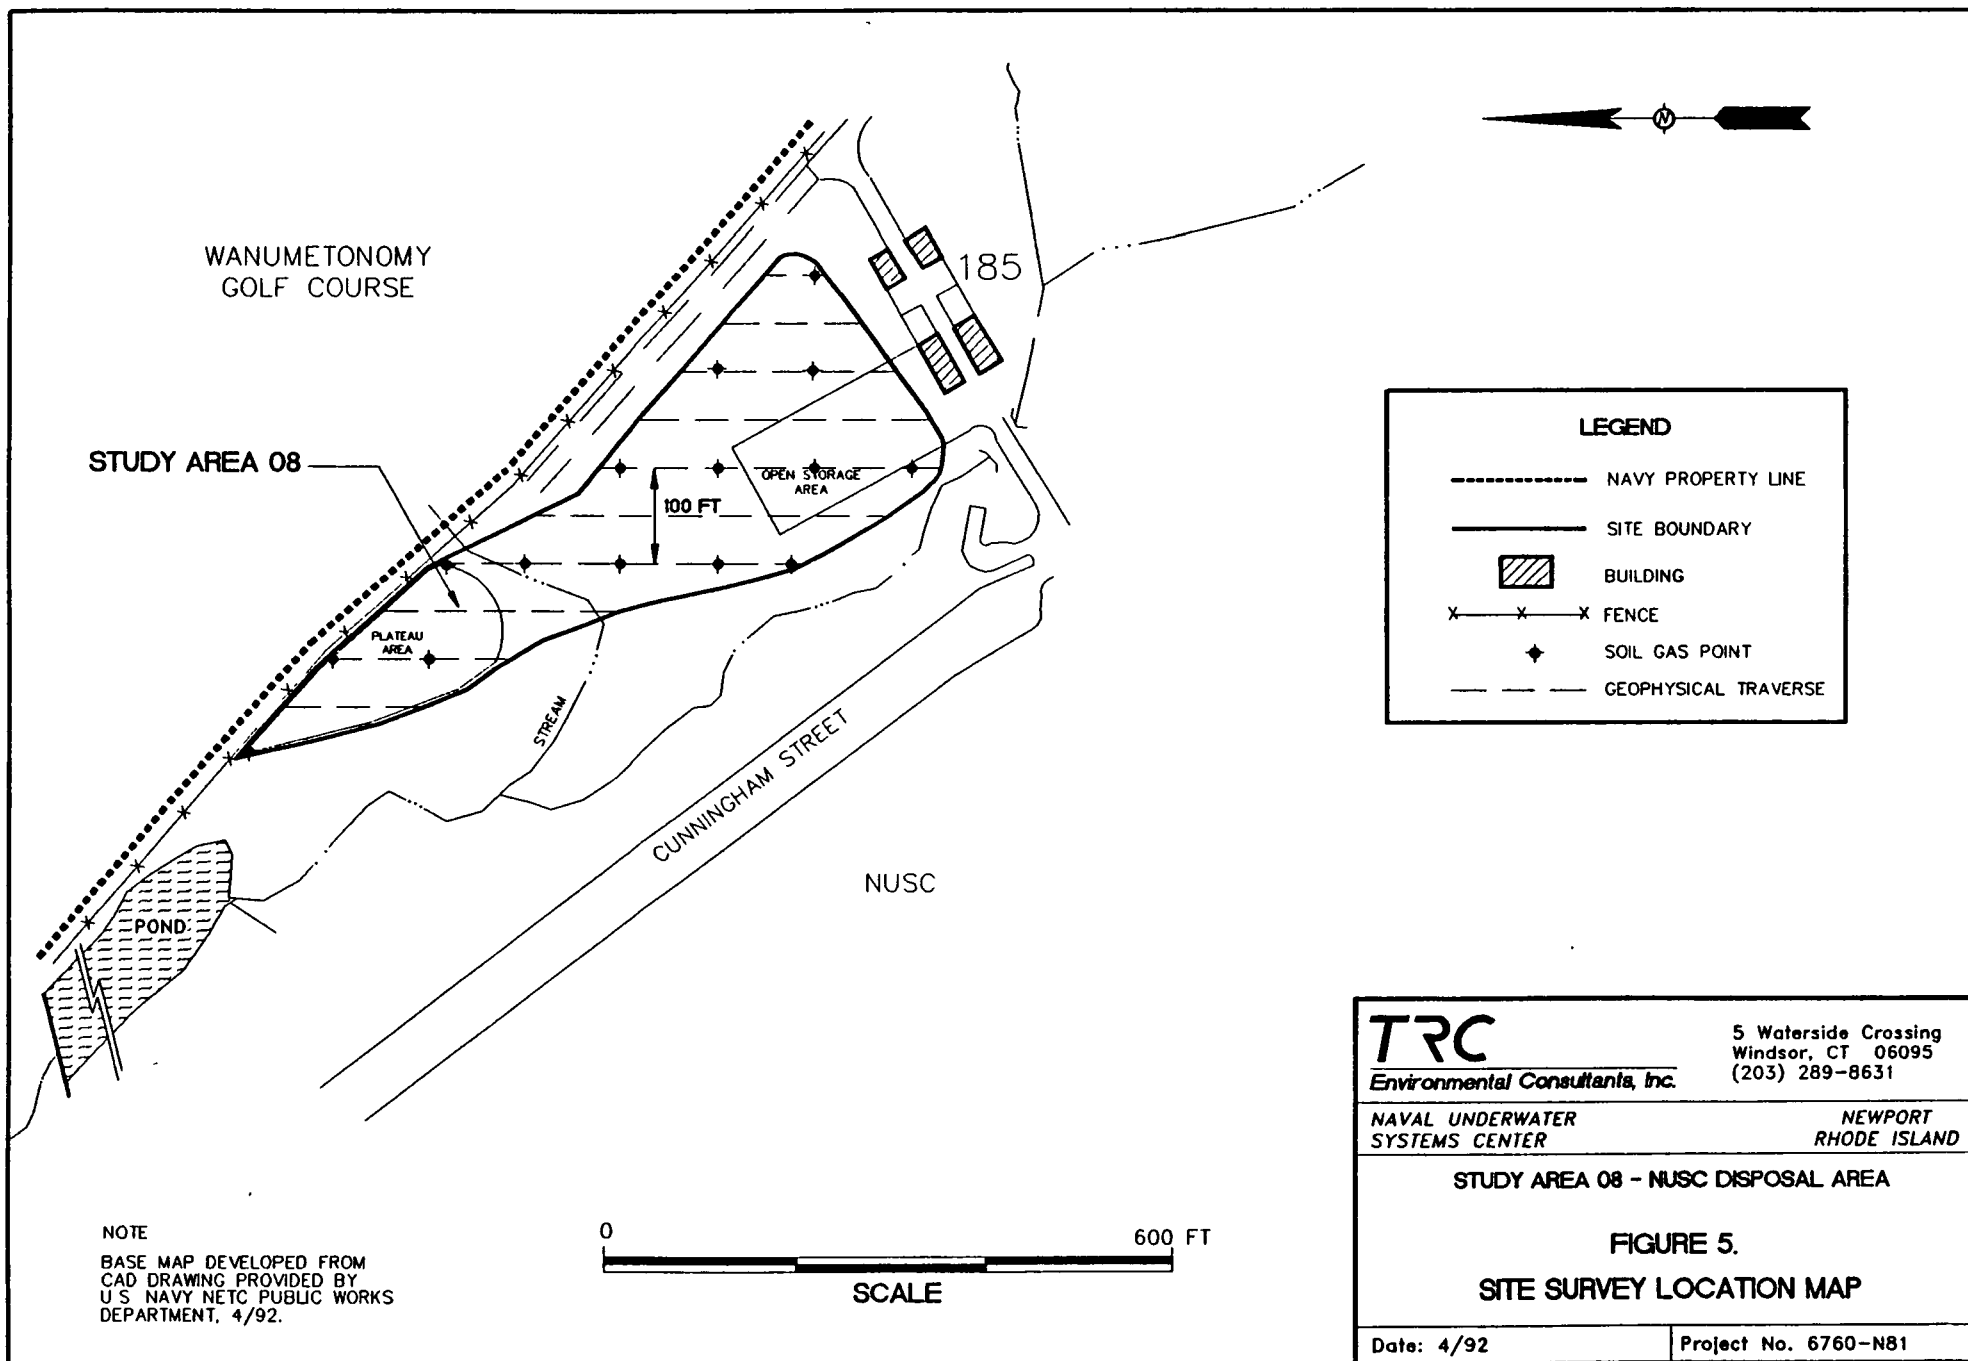 WANUMETONOMY
GOLF COURSE
N
185
STUDY AREA 08
OPEN STORAGE
AREA
100 FT
PLATEAU
AREA
STREAM
CUNNINGHAM STREET
NUSC
POND
LEGEND
NAVY PROPERTY LINE
SITE BOUNDARY
BUILDING
FENCE
SOIL GAS POINT
GEOPHYSICAL TRAVERSE
NOTE
BASE MAP DEVELOPED FROM
CAD DRAWING PROVIDED BY
U S NAVY NETC PUBLIC WORKS
DEPARTMENT, 4/92.
0 600 FT
SCALE
TRC
Environmental Consultants, Inc.
5 Waterside Crossing
Windsor, CT 06095
(203) 289-8631
NAVAL UNDERWATER
SYSTEMS CENTER
NEWPORT
RHODE ISLAND
STUDY AREA 08 - NUSC DISPOSAL AREA
FIGURE 5.
SITE SURVEY LOCATION MAP
Date: 4/92
Project No. 6760-N81